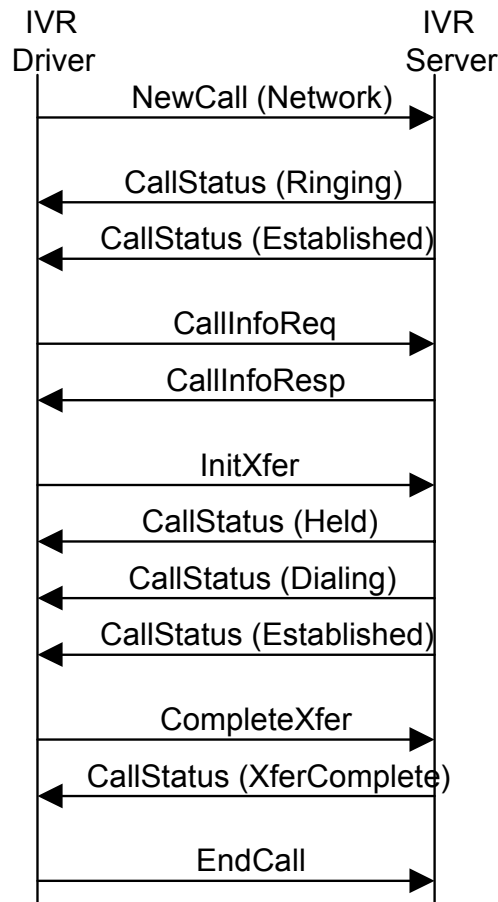 IVR
Driver
IVR
Server
NewCall (Network)
CallStatus (Ringing)
CallStatus (Established)
CallInfoReq
CallInfoResp
InitXfer
CallStatus (Held)
CallStatus (Dialing)
CallStatus (Established)
CompleteXfer
CallStatus (XferComplete)
EndCall